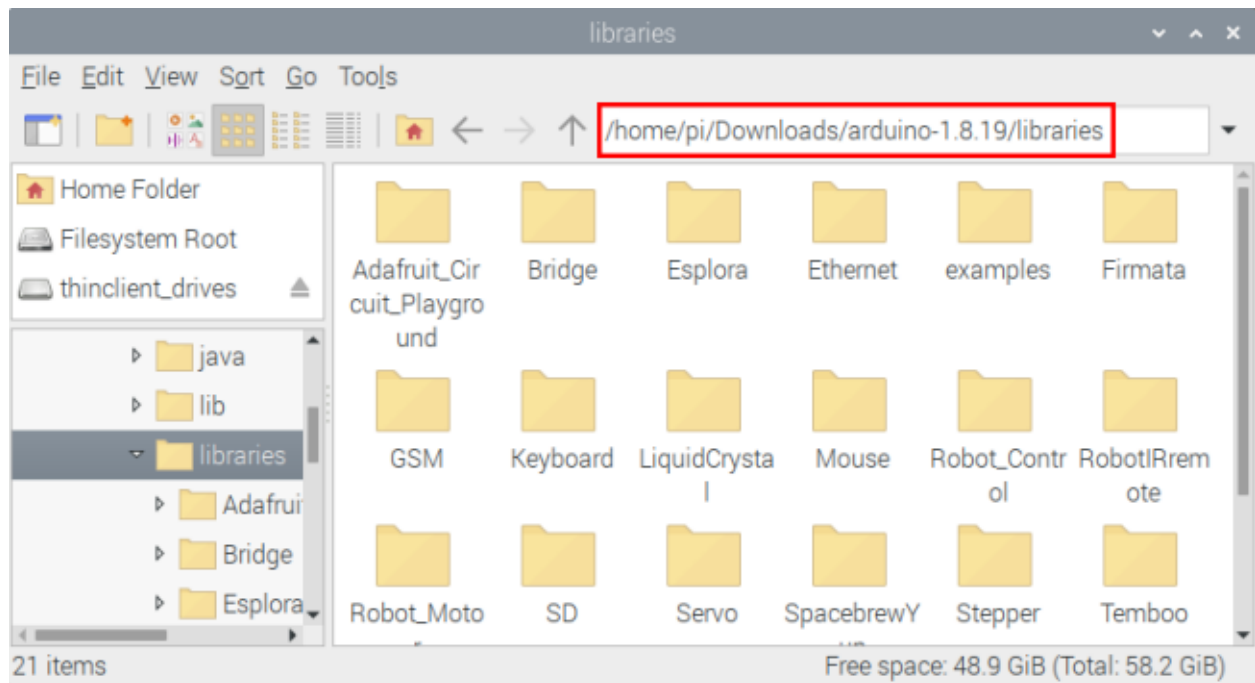 libraries
File Edit View Sort Go Tools
/home/pi/Downloads/arduino-1.8.19/libraries
Home Folder
Filesystem Root
thinclient_drives
java
lib
libraries
Adafrui
Bridge
Esplora
Adafruit_Cir
cuit_Playgro
und
Bridge
Esplora
Ethernet
examples
Firmata
GSM
Keyboard
LiquidCrysta
l
Mouse
Robot_Contr
ol
RobotIRrem
ote
Robot_Moto
SD
Servo
SpacebrewY
Stepper
Temboo
21 items
Free space: 48.9 GiB (Total: 58.2 GiB)